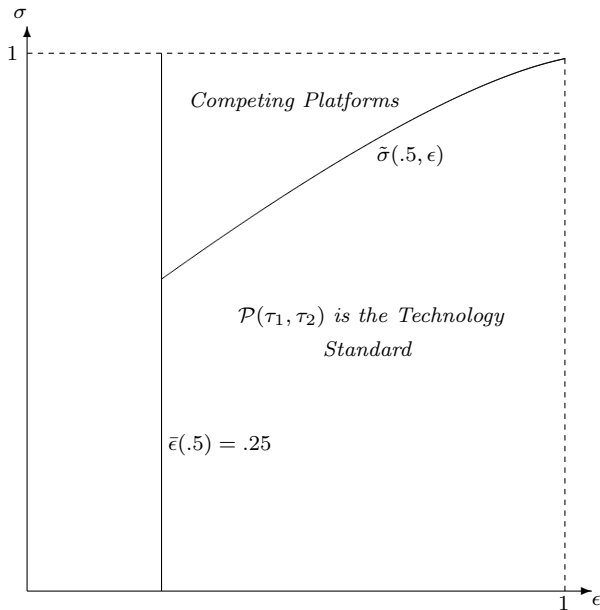 σ
1
Competing Platforms
σ̃(.5, ϵ)
𝒫(τ₁, τ₂) is the Technology
Standard
ϵ̄(.5) = .25
1
ϵ